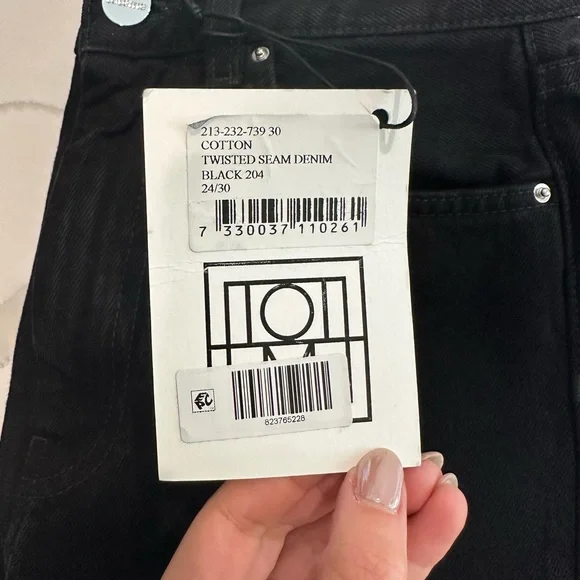 213-232-739 30
COTTON
TWISTED SEAM DENIM
BLACK 204
24/30
7 330037 110261
823765228